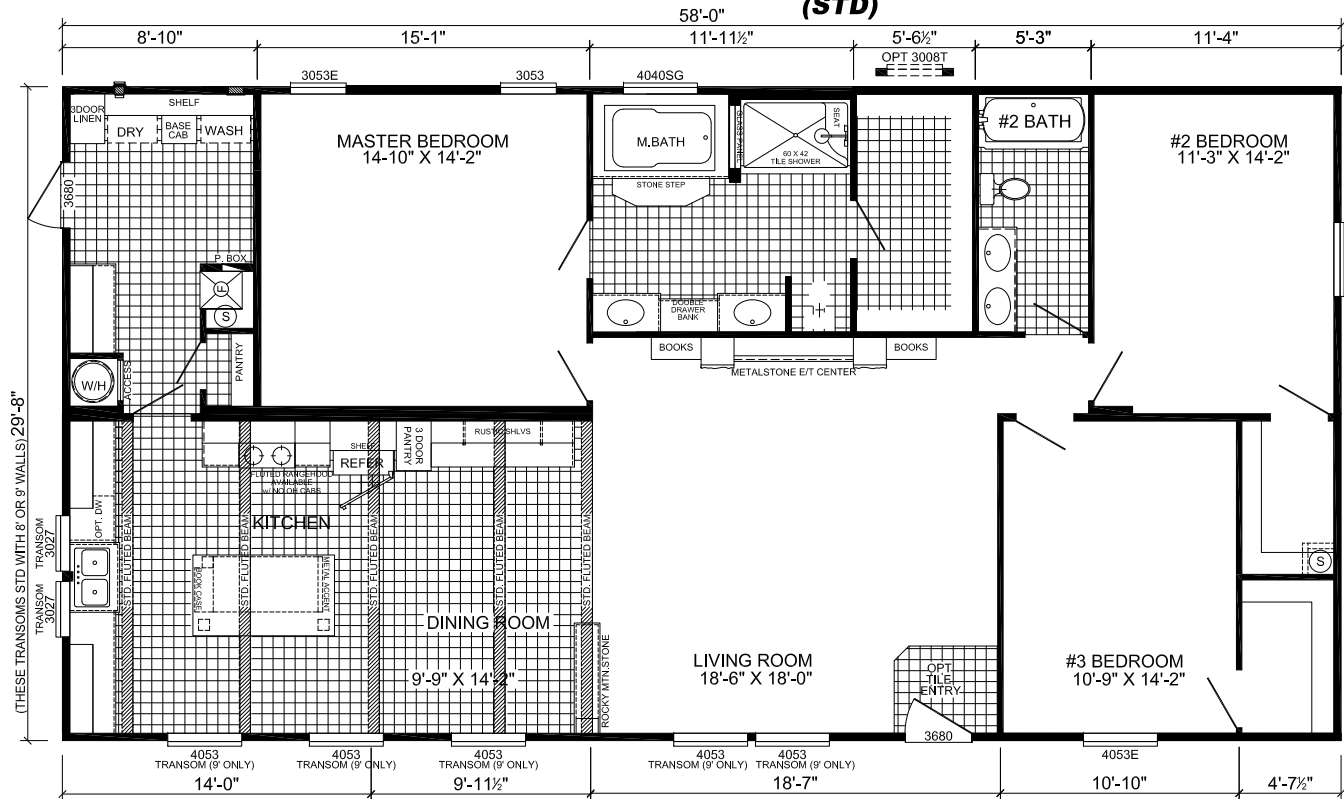 (STD)
58'-0"
8'-10"
15'-1"
11'-11½"
5'-6½"
5'-3"
11'-4"
OPT 3008T
3053E
3053
4040SG
3DOOR
LINEN
SHELF
DRY
BASE
CAB
WASH
3680
MASTER BEDROOM
14-10" X 14'-2"
M.BATH
GLASS PANEL
SEAT
60 X 42
TILE SHOWER
STONE STEP
#2 BATH
#2 BEDROOM
11'-3" X 14'-2"
P. BOX
F
S
DOUBLE
DRAWER
BANK
W/H
ACCESS
PANTRY
BOOKS
BOOKS
METALSTONE E/T CENTER
29'-8"
(THESE TRANSOMS STD WITH 8' OR 9' WALLS)
SHELF
REFER
3 DOOR
PANTRY
RUSTIC SHLVS
FLUTED RANGEHOOD
AVAILABLE
w/ NO OH CABS
KITCHEN
OPT. DW
TRANSOM
3027
TRANSOM
3027
STD. FLUTED BEAM
STD. FLUTED BEAM
STD. FLUTED BEAM
STD. FLUTED BEAM
STD. FLUTED BEAM
BOOK CASE
METAL ACCENT
DINING ROOM
9'-9" X 14'-2"
ROCKY MTN.STONE
LIVING ROOM
18'-6" X 18'-0"
OPT.
TILE
ENTRY
3680
#3 BEDROOM
10'-9" X 14'-2"
S
4053
TRANSOM (9' ONLY)
4053
TRANSOM (9' ONLY)
4053
TRANSOM (9' ONLY)
4053
TRANSOM (9' ONLY)
4053
TRANSOM (9' ONLY)
4053E
14'-0"
9'-11½"
18'-7"
10'-10"
4'-7½"